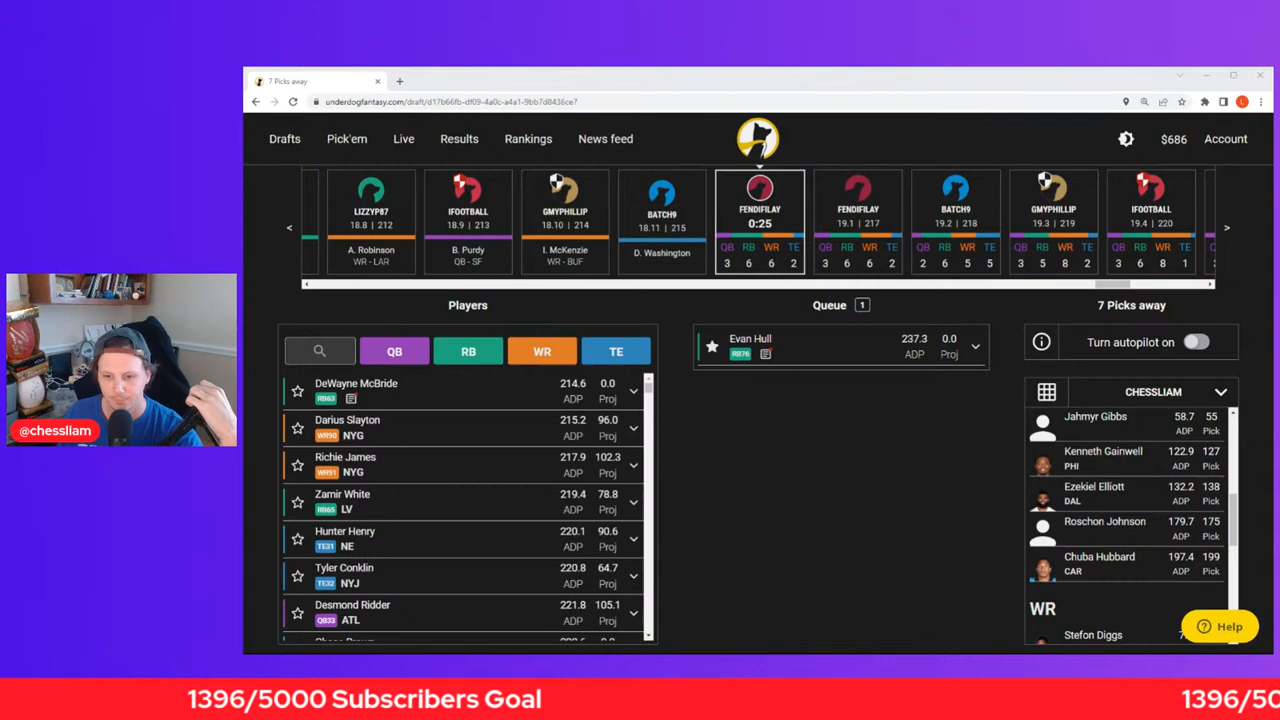 7 Picks away
underdogfantasy.com/draft/d17b66fb-df09-4a0c-a4a1-9bb7d8436ce7
Drafts Pick'em Live Results Rankings News feed $686 Account
LIZZYP87
18.8 | 212
A. Robinson
WR - LAR
IFOOTBALL
18.9 | 213
B. Purdy
QB - SF
GMYPHILLIP
18.10 | 214
I. McKenzie
WR - BUF
BATCH9
18.11 | 215
D. Washington
FENDIFILAY
0:25
QB RB WR TE
3 6 6 2
FENDIFILAY
19.1 | 217
QB RB WR TE
3 6 6 2
BATCH9
19.2 | 218
QB RB WR TE
2 6 5 5
GMYPHILLIP
19.3 | 219
QB RB WR TE
3 5 8 2
IFOOTBALL
19.4 | 220
QB RB WR TE
3 6 8 1
Players
QB RB WR TE
DeWayne McBride 214.6 0.0
RB63 ADP Proj
Darius Slayton 215.2 96.0
WR90 NYG ADP Proj
Richie James 217.9 102.3
WR91 NYG ADP Proj
Zamir White 219.4 78.8
RB65 LV ADP Proj
Hunter Henry 220.1 90.6
TE31 NE ADP Proj
Tyler Conklin 220.8 64.7
TE32 NYJ ADP Proj
Desmond Ridder 221.8 105.1
QB33 ATL ADP Proj
Queue 1
Evan Hull 237.3 0.0
RB76 ADP Proj
7 Picks away
Turn autopilot on
CHESSLIAM
Jahmyr Gibbs 58.7 55
ADP Pick
Kenneth Gainwell 122.9 127
PHI ADP Pick
Ezekiel Elliott 132.2 138
DAL ADP Pick
Roschon Johnson 179.7 175
ADP Pick
Chuba Hubbard 197.4 199
CAR ADP Pick
WR
Stefon Diggs
Help
@chessliam
1396/5000 Subscribers Goal 1396/50